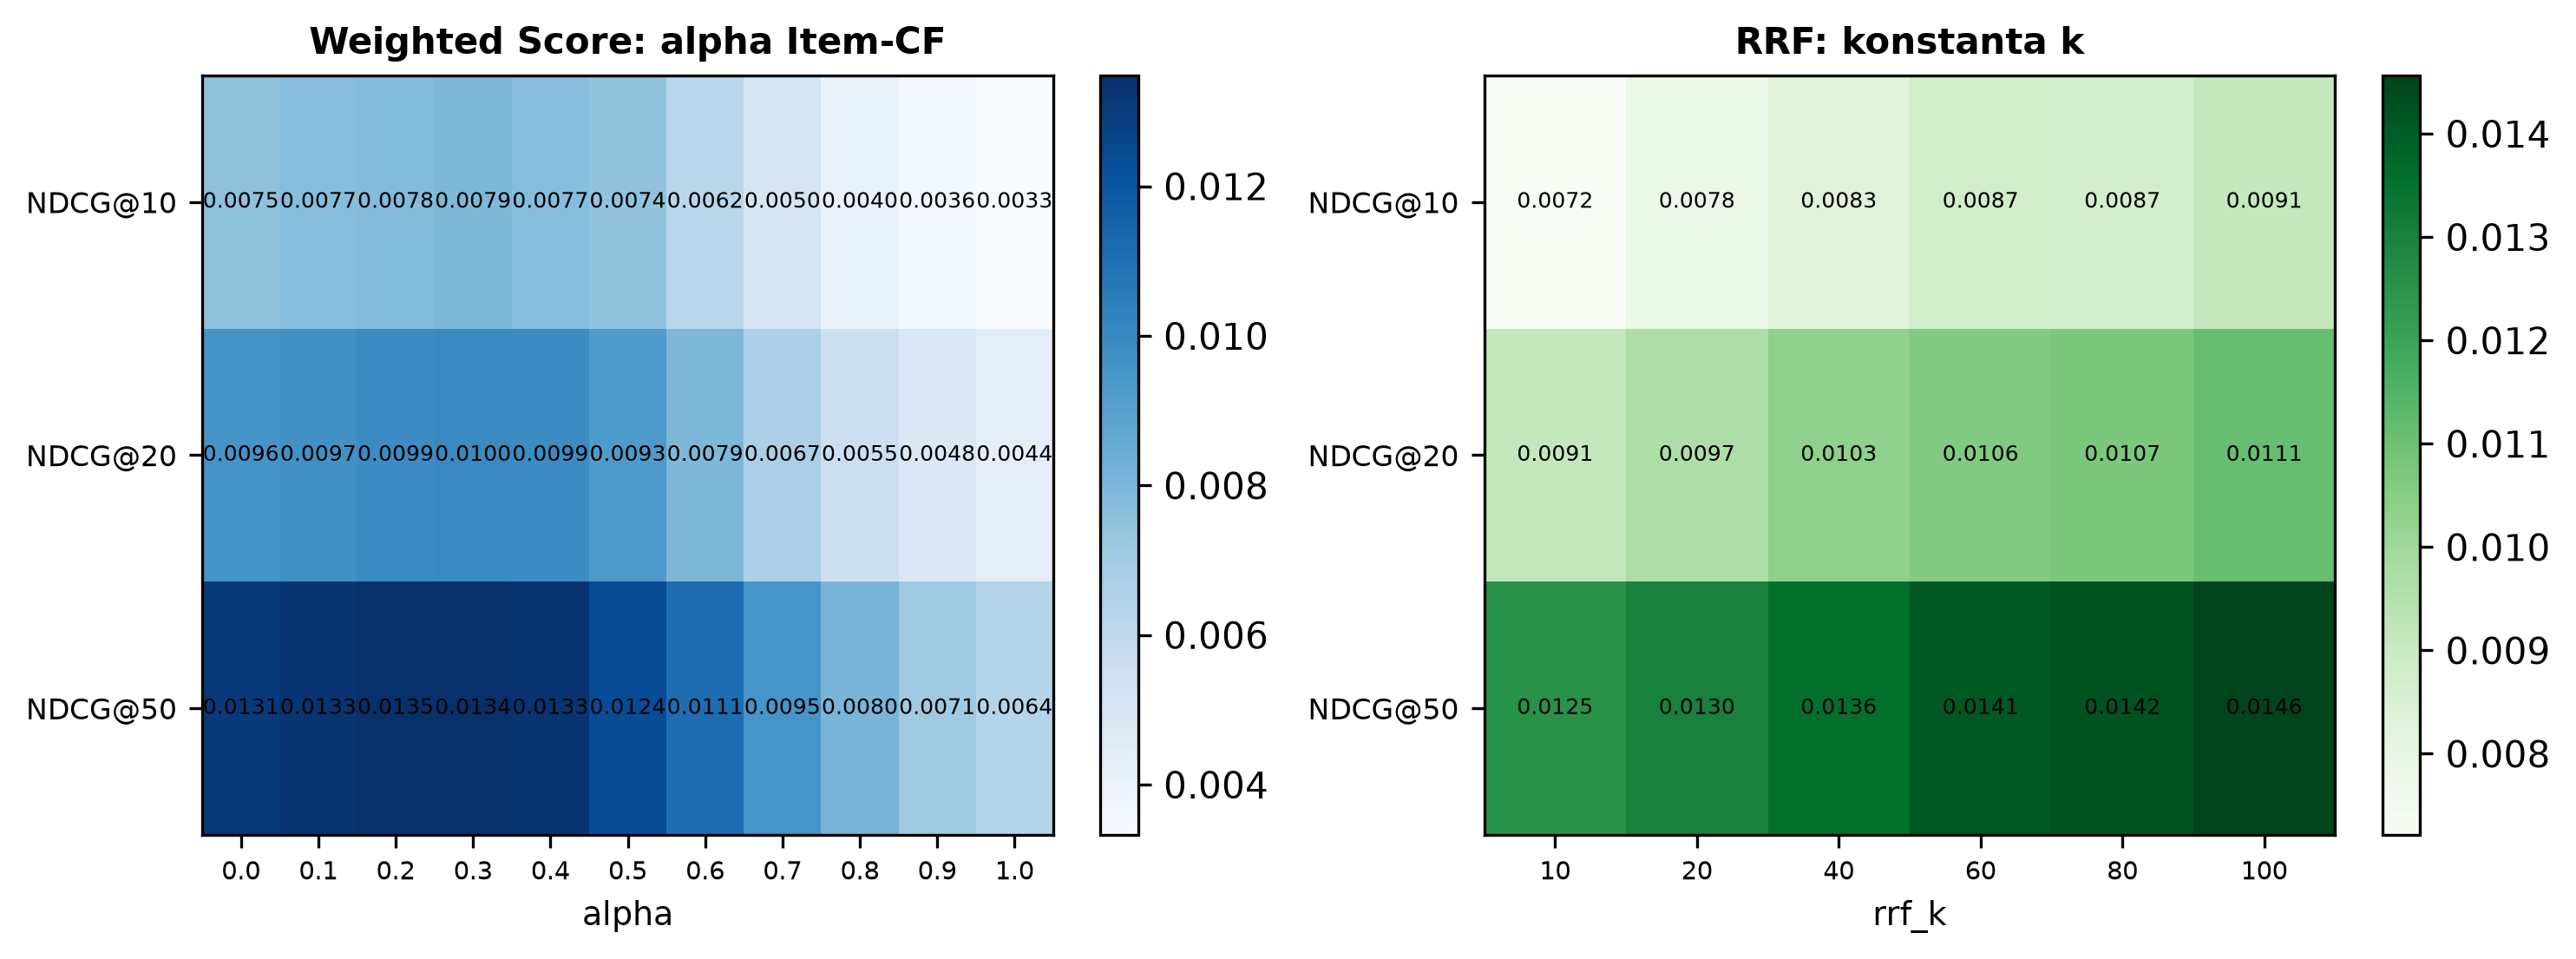 Weighted Score: alpha Item-CF
NDCG@10 0.0075 0.0077 0.0078 0.0079 0.0077 0.0074 0.0062 0.0050 0.0040 0.0036 0.0033
NDCG@20 0.0096 0.0097 0.0099 0.0100 0.0099 0.0093 0.0079 0.0067 0.0055 0.0048 0.0044
NDCG@50 0.0131 0.0133 0.0135 0.0134 0.0133 0.0124 0.0111 0.0095 0.0080 0.0071 0.0064
0.0 0.1 0.2 0.3 0.4 0.5 0.6 0.7 0.8 0.9 1.0
alpha
0.012
0.010
0.008
0.006
0.004
RRF: konstanta k
NDCG@10 0.0072 0.0078 0.0083 0.0087 0.0087 0.0091
NDCG@20 0.0091 0.0097 0.0103 0.0106 0.0107 0.0111
NDCG@50 0.0125 0.0130 0.0136 0.0141 0.0142 0.0146
10 20 40 60 80 100
rrf_k
0.014
0.013
0.012
0.011
0.010
0.009
0.008